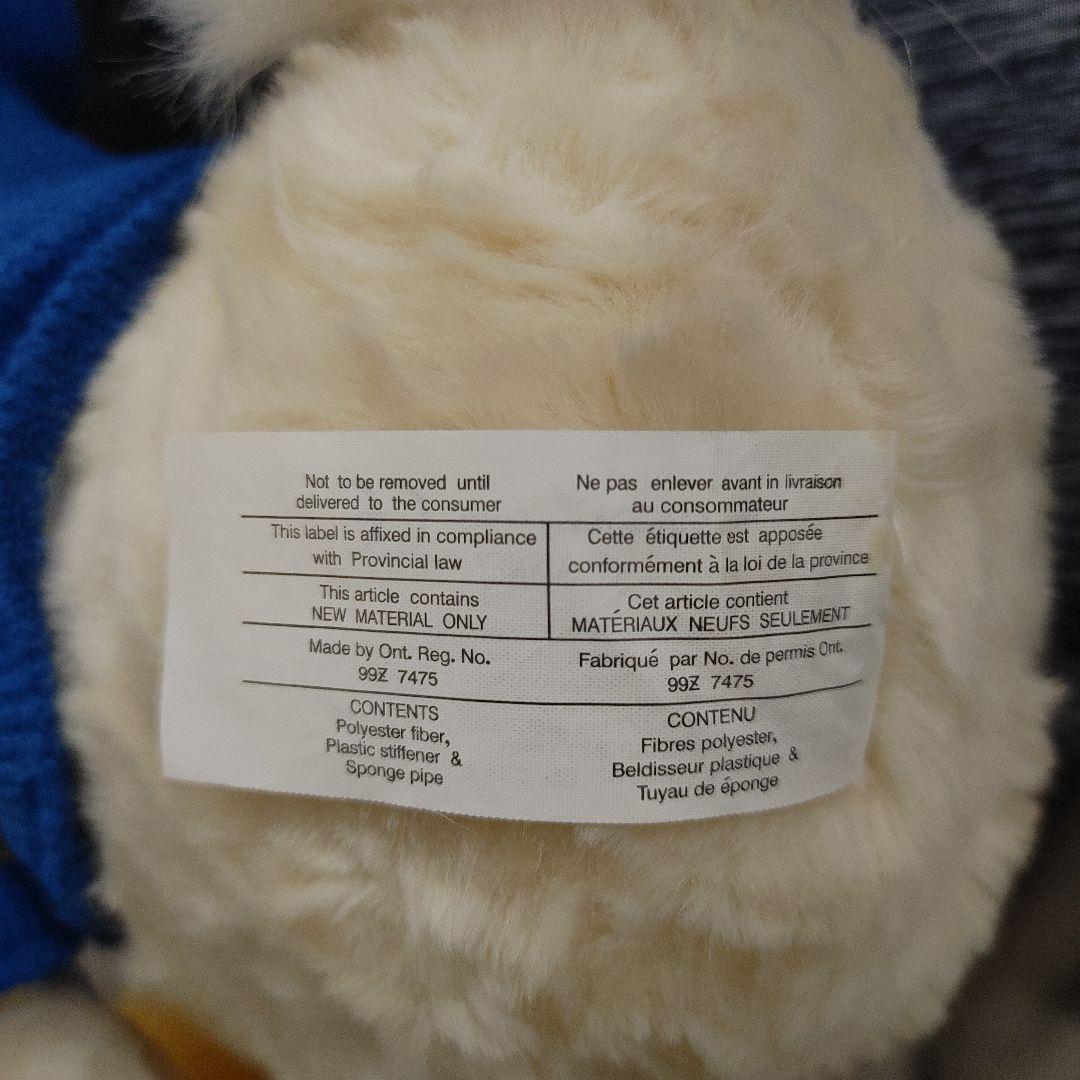 Not to be removed until
delivered to the consumer
Ne pas enlever avant in livraison
au consommateur
This label is affixed in compliance
with Provincial law
Cette étiquette est apposée
conformément à la loi de la province
This article contains
NEW MATERIAL ONLY
Cet article contient
MATÉRIAUX NEUFS SEULEMENT
Made by Ont. Reg. No.
99Z 7475
Fabriqué par No. de permis Ont.
99Z 7475
CONTENTS
Polyester fiber,
Plastic stiffener &
Sponge pipe
CONTENU
Fibres polyester,
Beldisseur plastique &
Tuyau de éponge